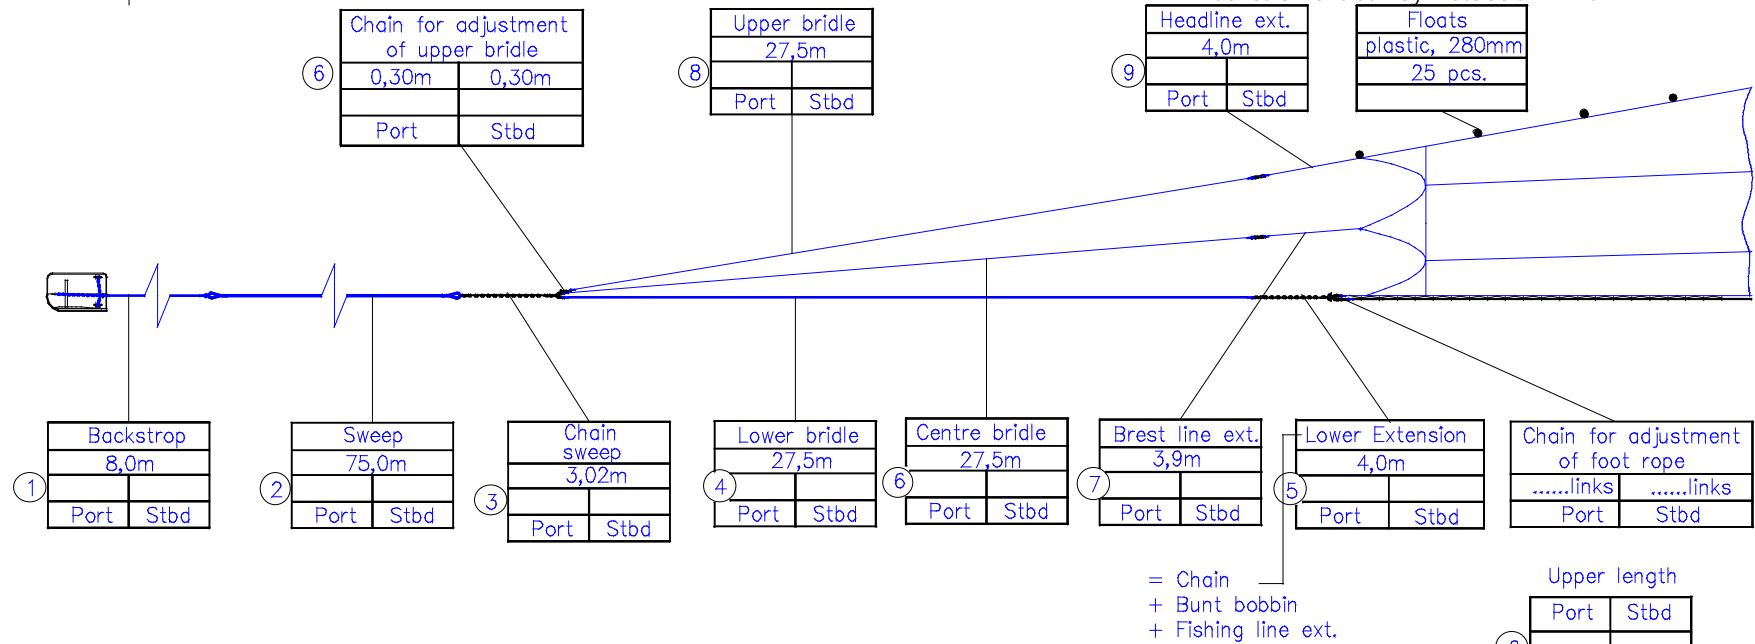 Chain for adjustment
of upper bridle
6
0,30m 0,30m
Port Stbd
Upper bridle
27,5m
8
Port Stbd
Headline ext.
4,0m
9
Port Stbd
Floats
plastic, 280mm
25 pcs.
Backstrop
8,0m
1
Port Stbd
Sweep
75,0m
2
Port Stbd
Chain
sweep
3,02m
3
Port Stbd
Lower bridle
27,5m
4
Port Stbd
Centre bridle
27,5m
6
Port Stbd
Brest line ext.
3,9m
7
Port Stbd
Lower Extension
4,0m
5
Port Stbd
Chain for adjustment
of foot rope
......links ......links
Port Stbd
= Chain
+ Bunt bobbin
+ Fishing line ext.
Upper length
Port Stbd